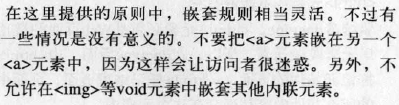 在这里提供的原则中，嵌套规则相当灵活。不过有
一些情况是没有意义的。不要把<a>元素嵌在另一个
<a>元素中，因为这样会让访问者很迷惑。另外，不
允许在<img>等void元素中嵌套其他内联元素。